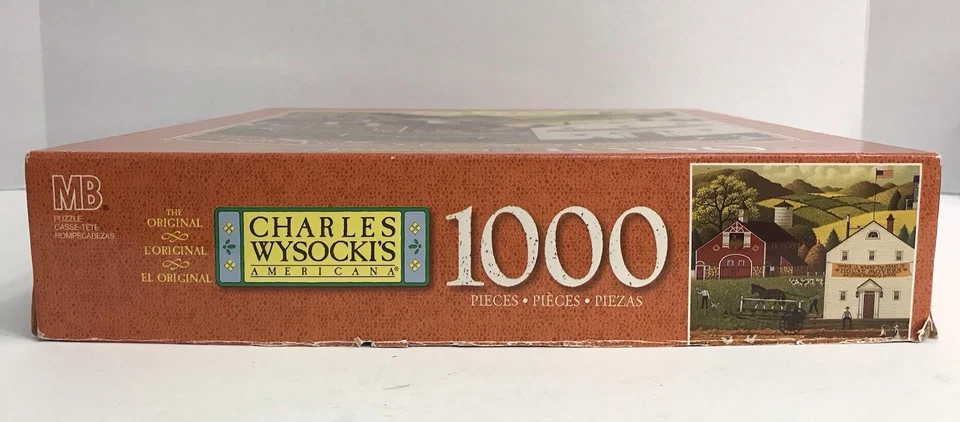 MB
PUZZLE
CASSE-TÊTE
ROMPECABEZAS
THE
ORIGINAL
L'ORIGINAL
EL ORIGINAL
CHARLES
WYSOCKI'S
AMERICANA®
1000
PIECES • PIÈCES • PIEZAS